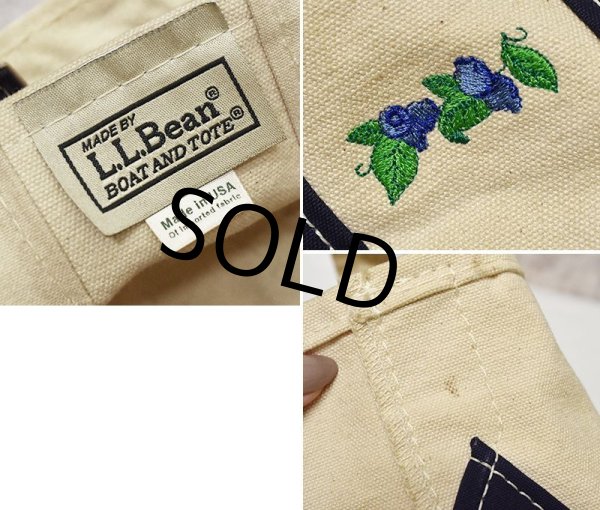 MADE BY
L.L.Bean®
BOAT AND TOTE®
Made in USA
Of imported fabric
SOLD